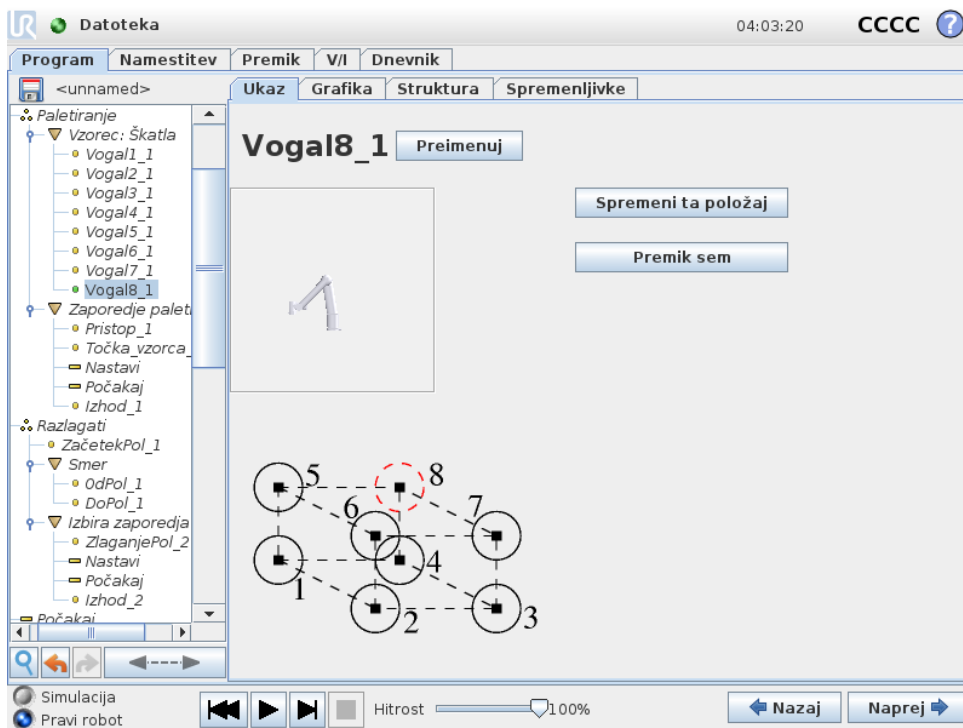 UR Datoteka 04:03:20 CCCC ?
Program Namestitev Premik V/I Dnevnik
<unnamed>
Ukaz Grafika Struktura Spremenljivke
Paletiranje
Vzorec: Škatla
Vogal1_1
Vogal2_1
Vogal3_1
Vogal4_1
Vogal5_1
Vogal6_1
Vogal7_1
Vogal8_1
Zaporedje paleti
Pristop_1
Točka_vzorca_
Nastavi
Počakaj
Izhod_1
Razlagati
ZačetekPol_1
Smer
OdPol_1
DoPol_1
Izbira zaporedja
ZlaganjePol_2
Nastavi
Počakaj
Izhod_2
Počakaj
Vogal8_1 Preimenuj
Spremeni ta položaj
Premik sem
5 8
6 7
1 4
2 3
Simulacija
Pravi robot
Hitrost 100%
Nazaj Naprej